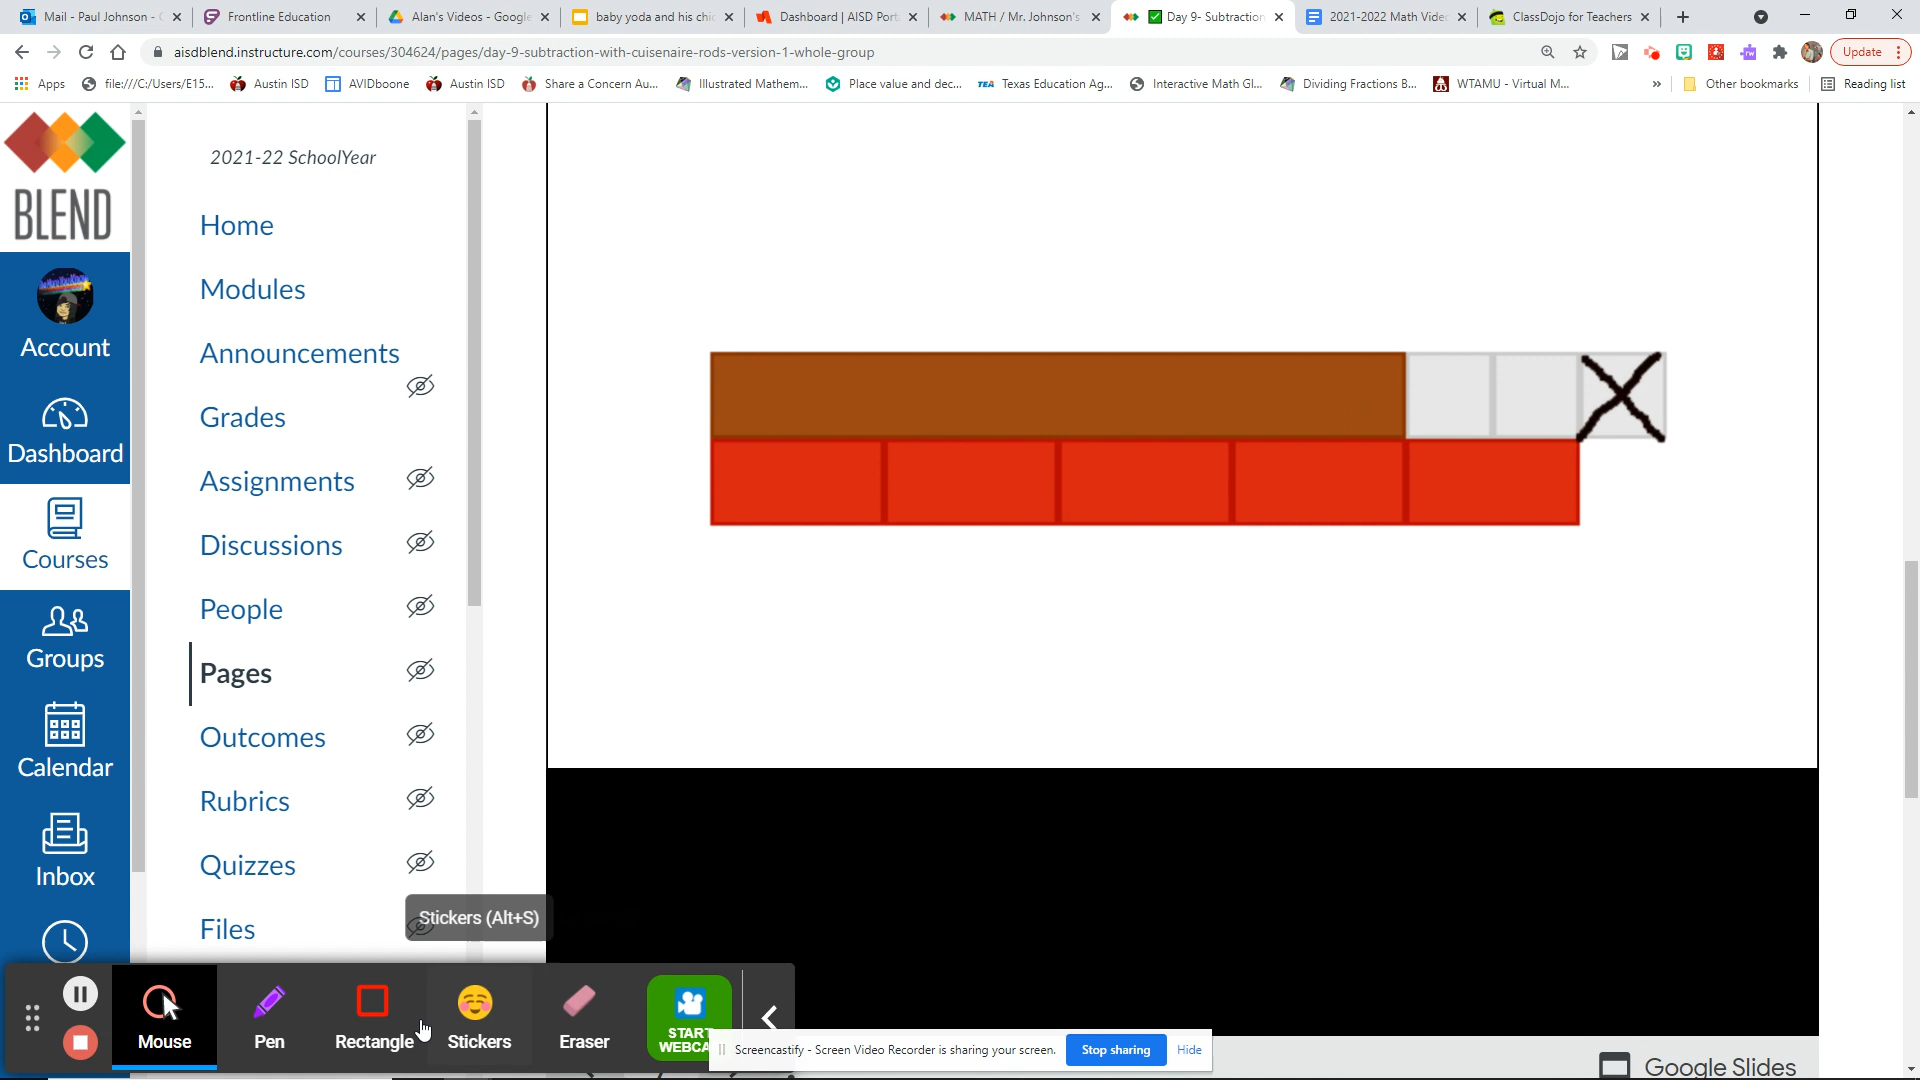 Mail - Paul Johnson - O
Frontline Education
Alan's Videos - Google
baby yoda and his chi
Dashboard | AISD Port
MATH / Mr. Johnson's
Day 9- Subtraction
2021-2022 Math Vide
ClassDojo for Teachers
aisdblend.instructure.com/courses/304624/pages/day-9-subtraction-with-cuisenaire-rods-version-1-whole-group
Update
Apps
file:///C:/Users/E15...
Austin ISD
AVIDboone
Austin ISD
Share a Concern Au...
Illustrated Mathem...
Place value and dec...
TEA Texas Education Ag...
Interactive Math Gl...
Dividing Fractions B...
WTAMU - Virtual M...
»
Other bookmarks
Reading list
BLEND
Account
Dashboard
Courses
Groups
Calendar
Inbox
2021-22 SchoolYear
Home
Modules
Announcements
Grades
Assignments
Discussions
People
Pages
Outcomes
Rubrics
Quizzes
Files
Stickers (Alt+S)
Mouse
Pen
Rectangle
Stickers
Eraser
START
WEBCA
Screencastify - Screen Video Recorder is sharing your screen.
Stop sharing
Hide
Google Slides